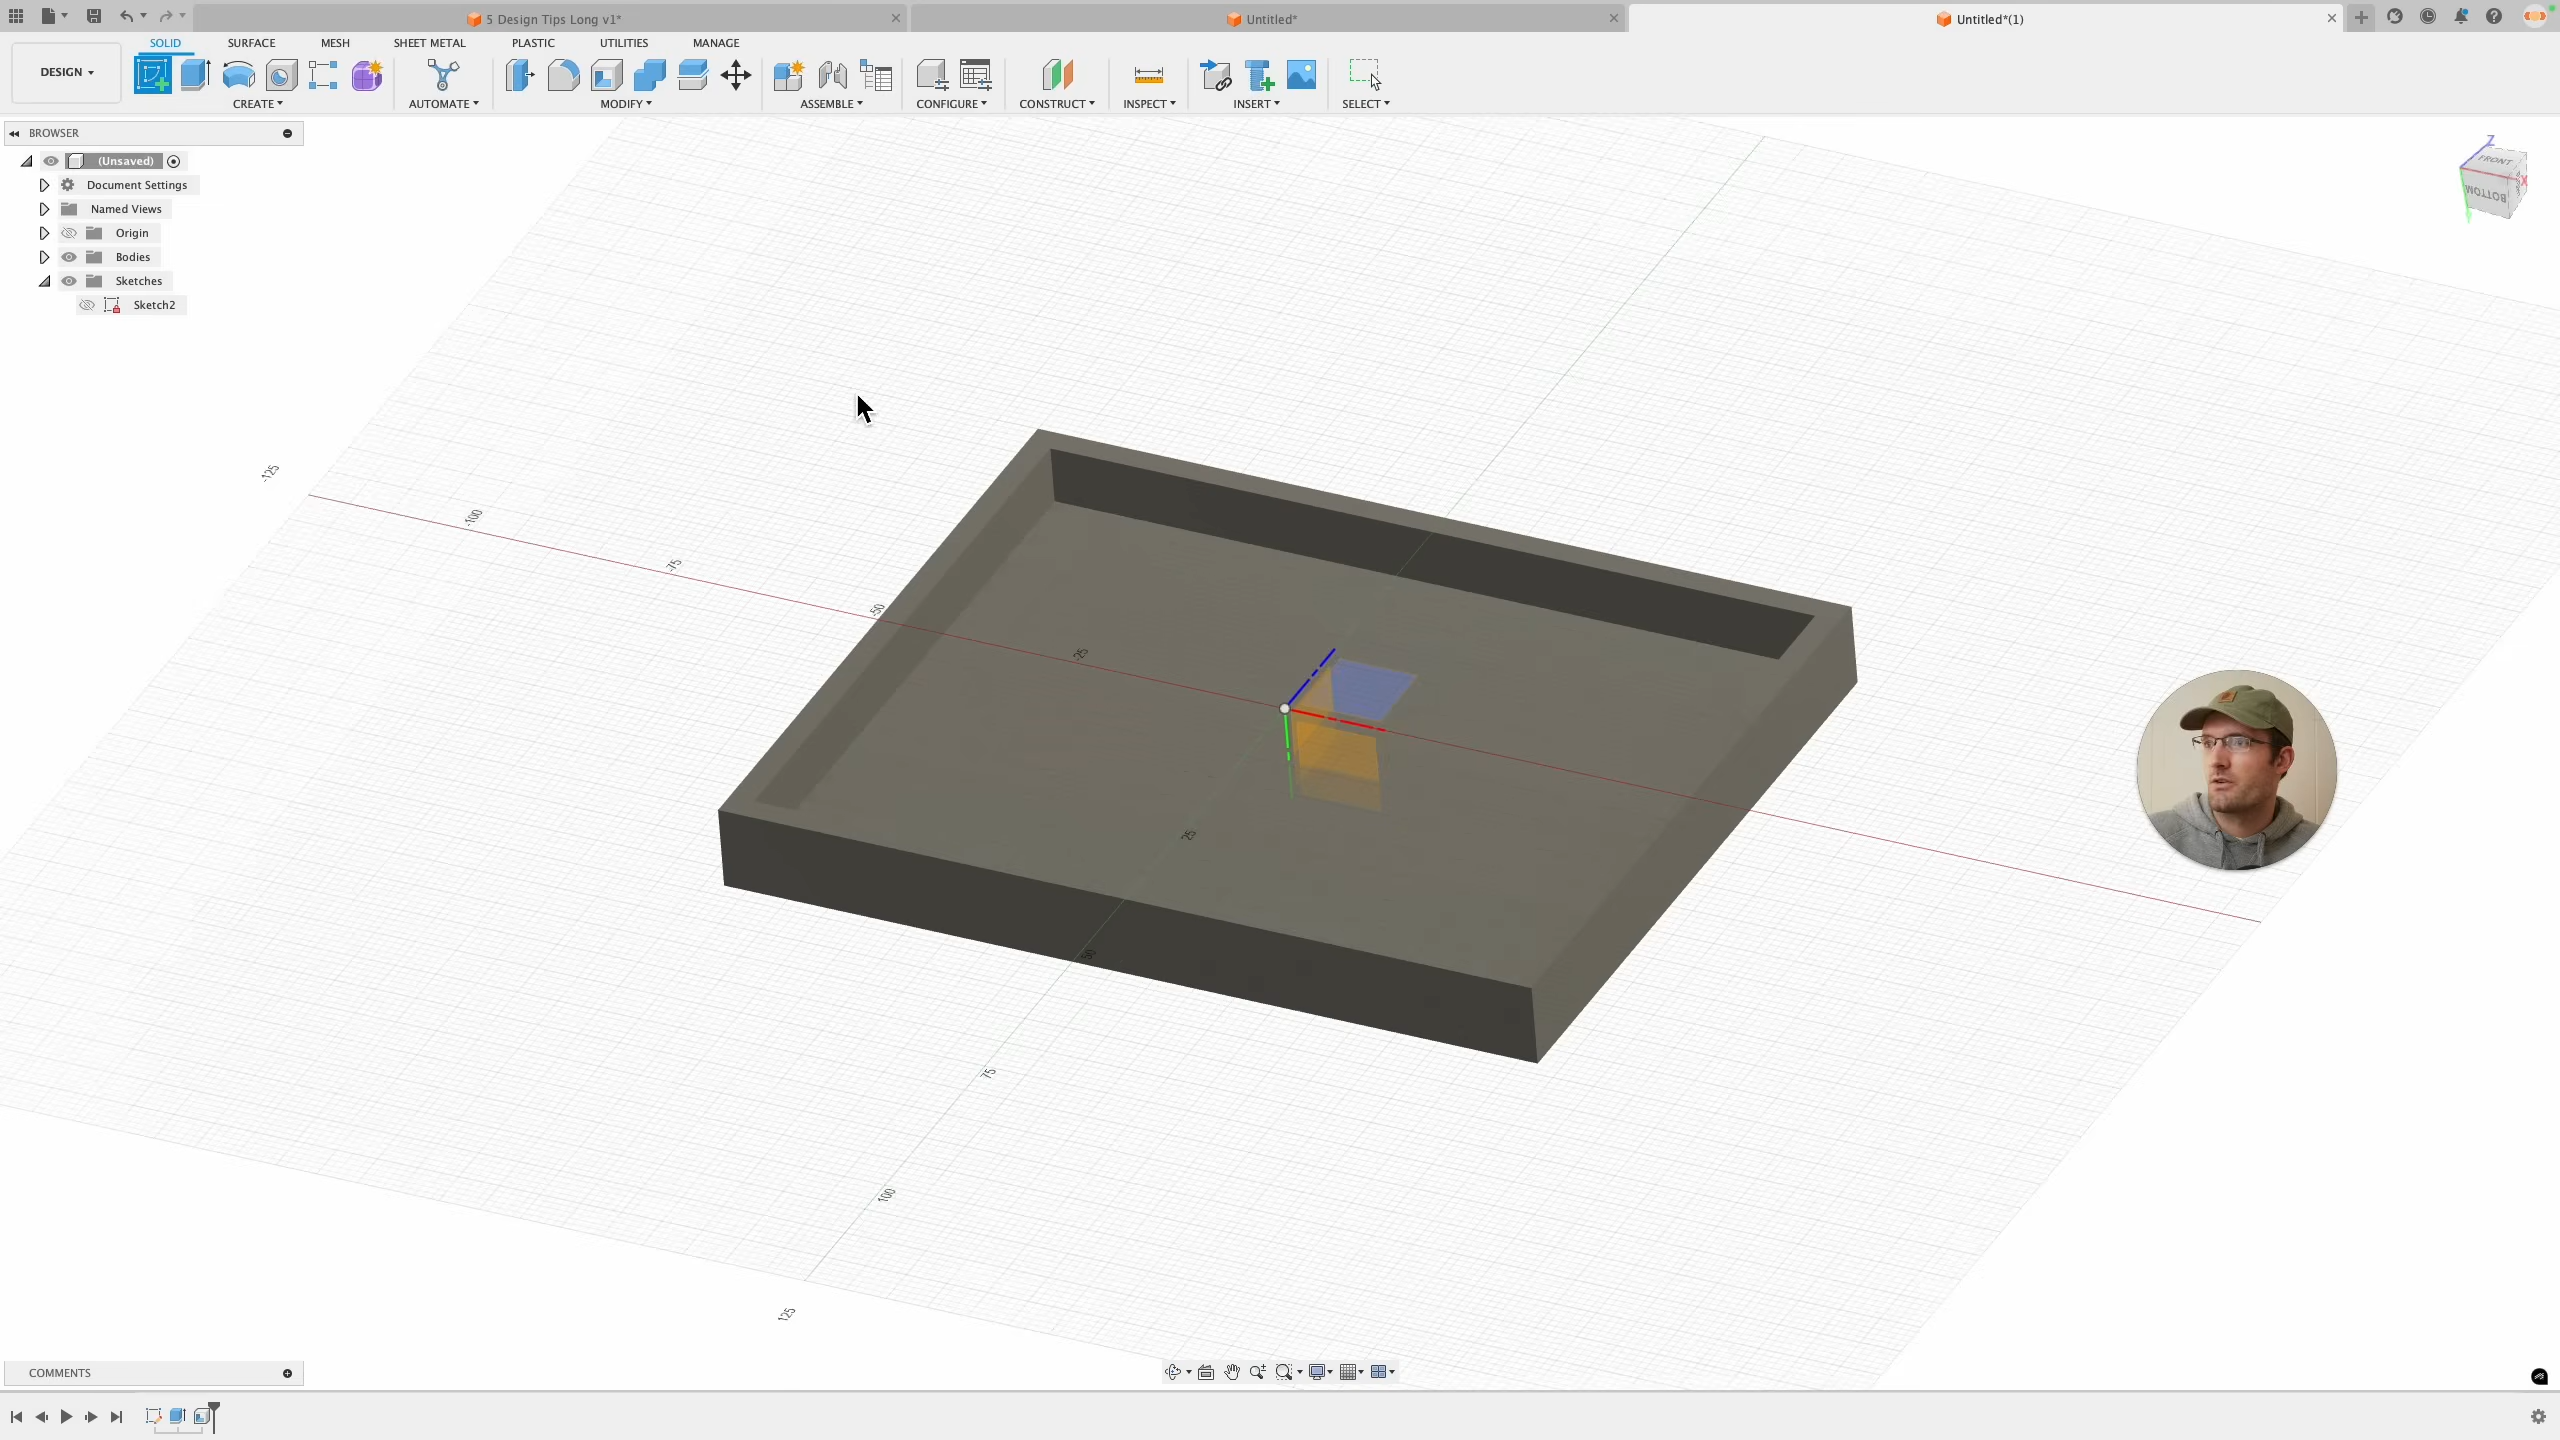 5 Design Tips Long v1*
Untitled*
Untitled*(1)
DESIGN
SOLID
SURFACE
MESH
SHEET METAL
PLASTIC
UTILITIES
MANAGE
CREATE
AUTOMATE
MODIFY
ASSEMBLE
CONFIGURE
CONSTRUCT
INSPECT
INSERT
SELECT
BROWSER
(Unsaved)
Document Settings
Named Views
Origin
Bodies
Sketches
Sketch2
Z
FRONT
X
BOTTOM
-125
-100
-75
-50
-25
25
50
75
100
125
COMMENTS